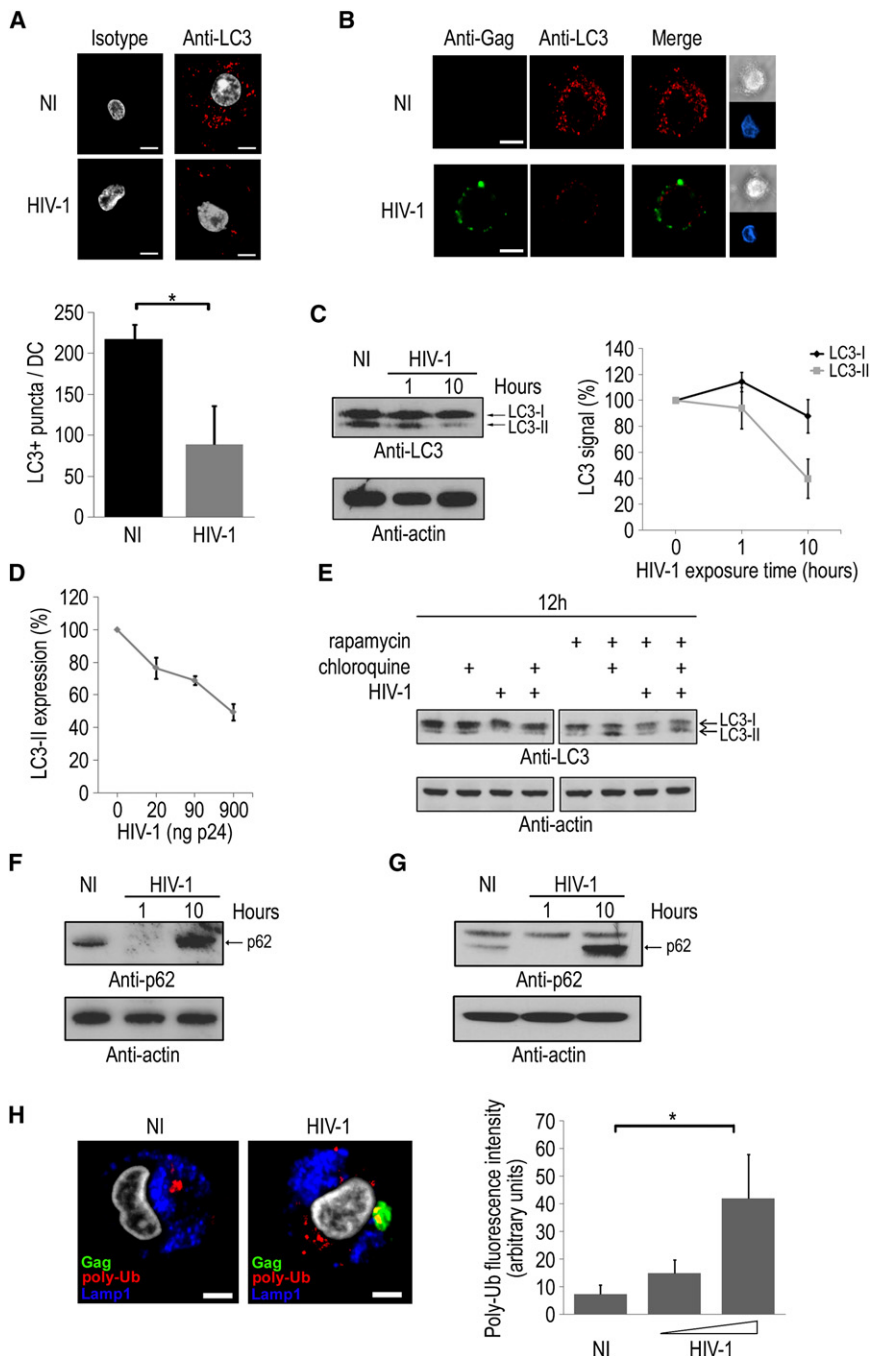 A
Isotype Anti-LC3
NI
HIV-1
LC3+ puncta / DC
250
200
150
100
50
0
*
NI HIV-1
B
Anti-Gag Anti-LC3 Merge
NI
HIV-1
C
NI HIV-1
1 10 Hours
LC3-I
LC3-II
Anti-LC3
Anti-actin
LC3 signal (%)
140
120
100
80
60
40
20
0
LC3-I
LC3-II
0 1 10
HIV-1 exposure time (hours)
D
LC3-II expression (%)
120
100
80
60
40
20
0
0 20 90 900
HIV-1 (ng p24)
E
12h
rapamycin + + + +
chloroquine + + + +
HIV-1 + + + +
LC3-I
LC3-II
Anti-LC3
Anti-actin
F
NI HIV-1
1 10 Hours
p62
Anti-p62
Anti-actin
G
NI HIV-1
1 10 Hours
p62
Anti-p62
Anti-actin
H
NI HIV-1
Gag
poly-Ub
Lamp1
Gag
poly-Ub
Lamp1
Poly-Ub fluorescence intensity
(arbitrary units)
70
60
50
40
30
20
10
0
*
NI HIV-1